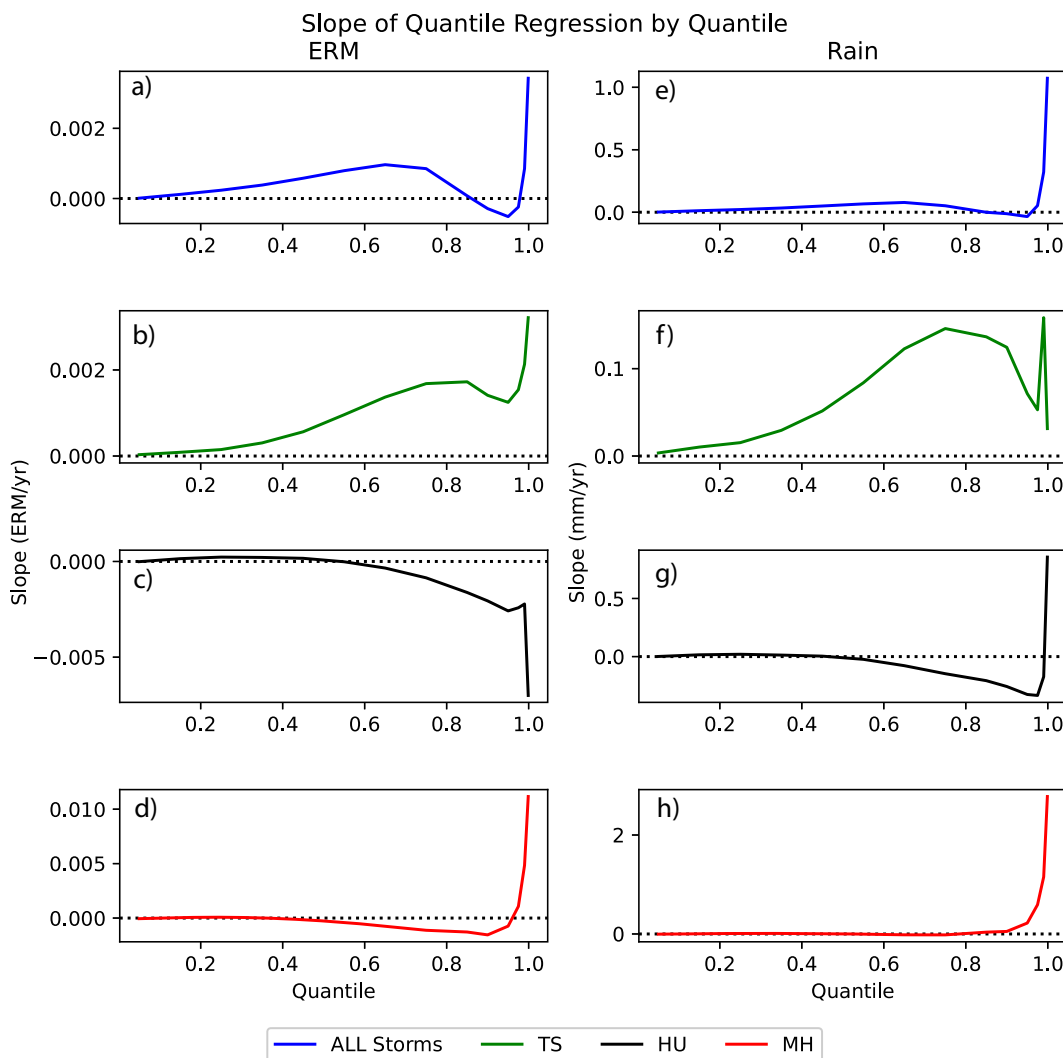 Slope of Quantile Regression by Quantile
ERM
Rain
a)
0.002
0.000
0.2 0.4 0.6 0.8 1.0
e)
1.0
0.5
0.0
0.2 0.4 0.6 0.8 1.0
b)
0.002
0.000
0.2 0.4 0.6 0.8 1.0
f)
0.1
0.0
0.2 0.4 0.6 0.8 1.0
Slope (ERM/yr)
Slope (mm/yr)
c)
0.000
−0.005
0.2 0.4 0.6 0.8 1.0
g)
0.5
0.0
0.2 0.4 0.6 0.8 1.0
d)
0.010
0.005
0.000
0.2 0.4 0.6 0.8 1.0
Quantile
h)
2
0
0.2 0.4 0.6 0.8 1.0
Quantile
ALL Storms TS HU MH